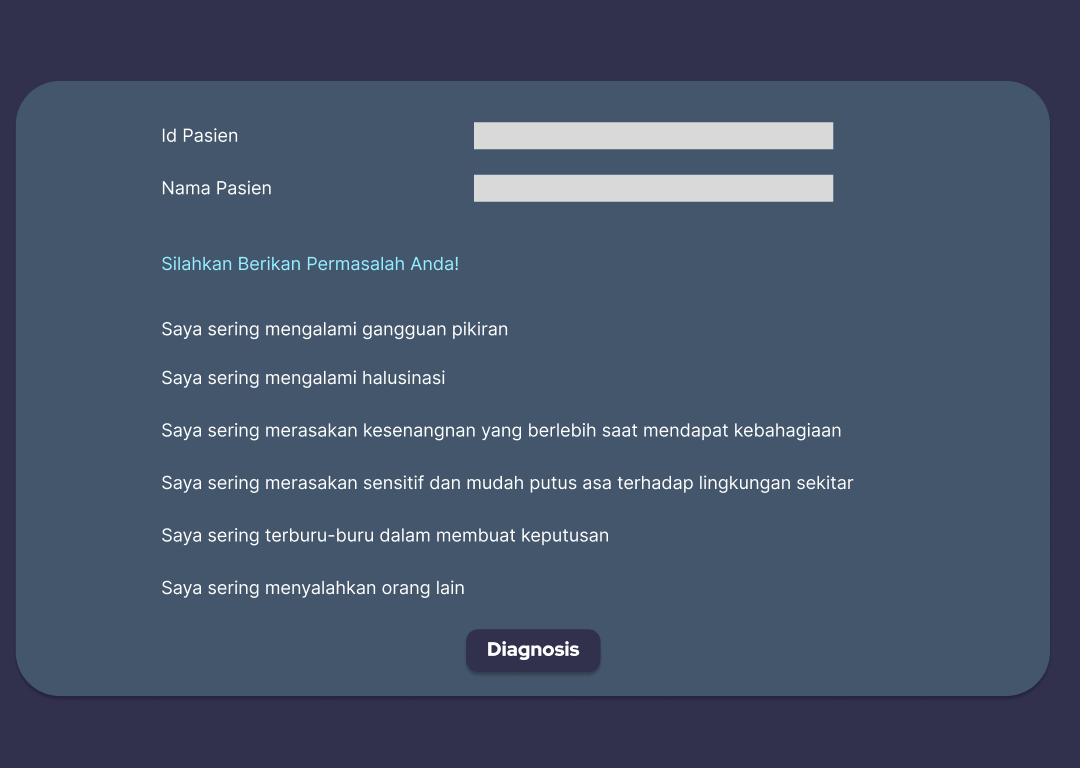 Id Pasien
Nama Pasien
Silahkan Berikan Permasalah Anda!
Saya sering mengalami gangguan pikiran
Saya sering mengalami halusinasi
Saya sering merasakan kesenangnan yang berlebih saat mendapat kebahagiaan
Saya sering merasakan sensitif dan mudah putus asa terhadap lingkungan sekitar
Saya sering terburu-buru dalam membuat keputusan
Saya sering menyalahkan orang lain
Diagnosis